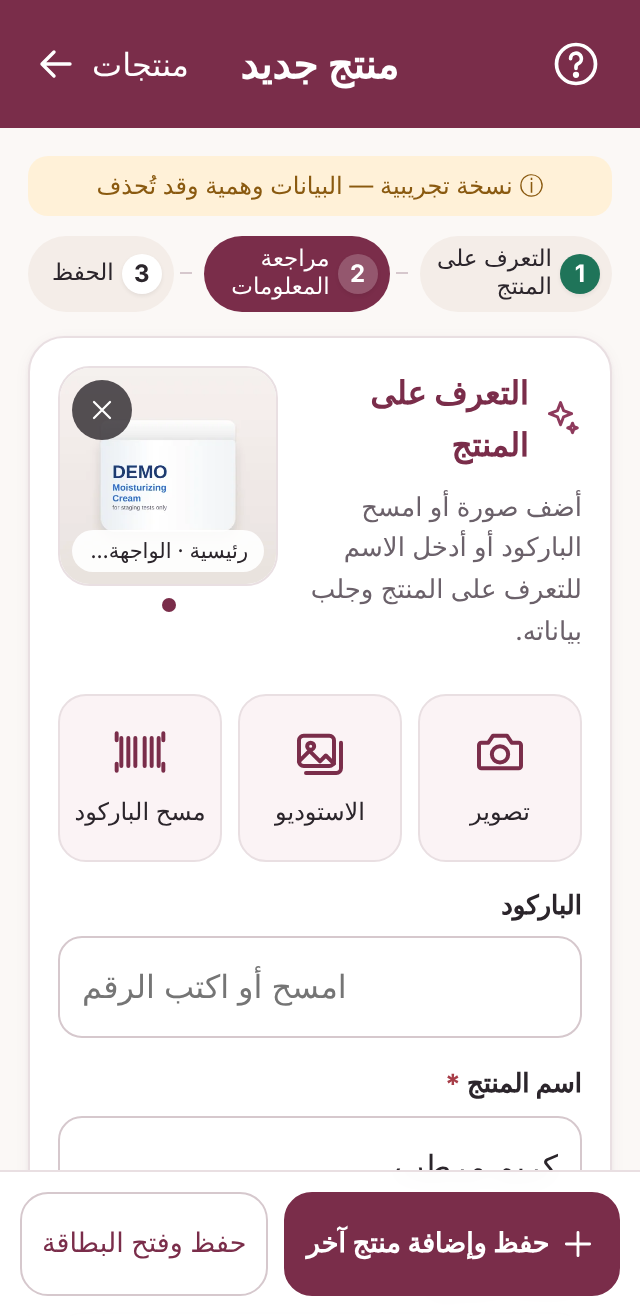 منتجات
منتج جديد
ⓘ نسخة تجريبية — البيانات وهمية وقد تُحذف
1 التعرف على
المنتج
2 مراجعة
المعلومات
3 الحفظ
التعرف على
المنتج
أضف صورة أو امسح
الباركود أو أدخل الاسم
للتعرف على المنتج وجلب
بياناته.
DEMO
Moisturizing
Cream
for staging tests only
رئيسية · الواجهة...
تصوير
الاستوديو
مسح الباركود
الباركود
امسح أو اكتب الرقم
اسم المنتج *
حفظ وإضافة منتج آخر
حفظ وفتح البطاقة